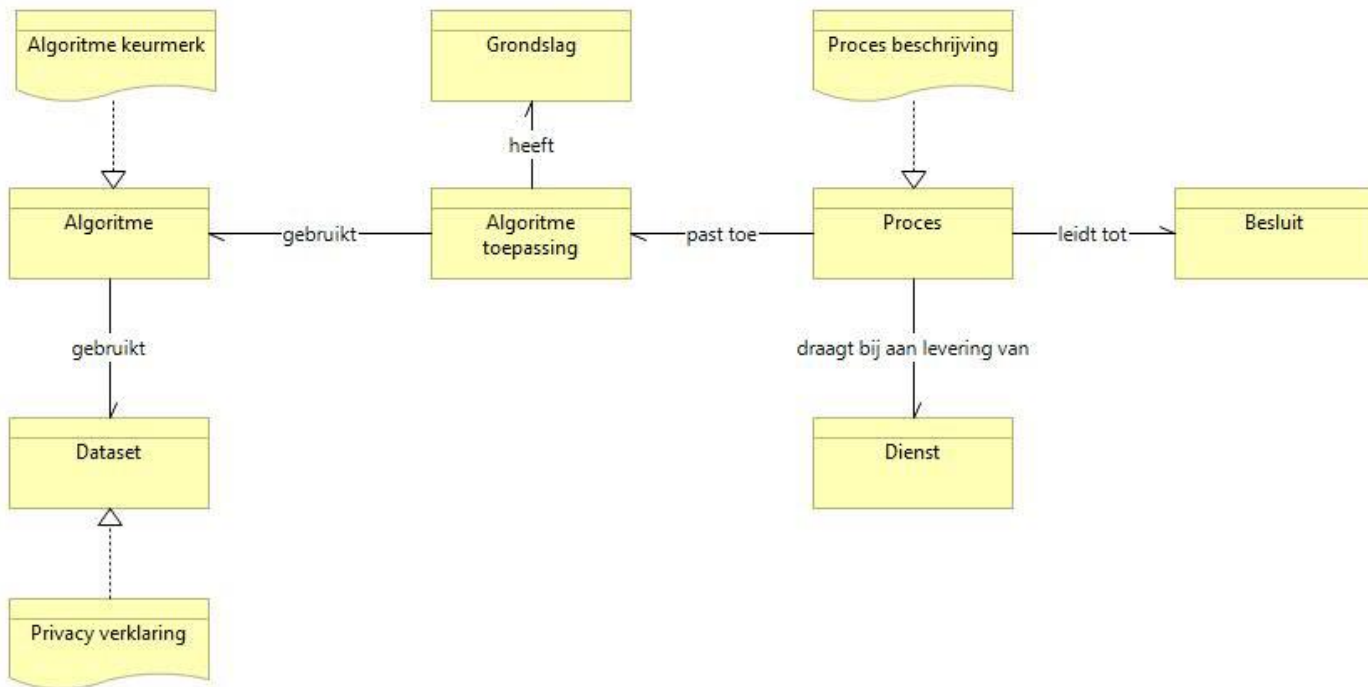 Algoritme keurmerk
Grondslag
Proces beschrijving
heeft
Algoritme
gebruikt
Algoritme
toepassing
past toe
Proces
leidt tot
Besluit
gebruikt
draagt bij aan levering van
Dataset
Dienst
Privacy verklaring